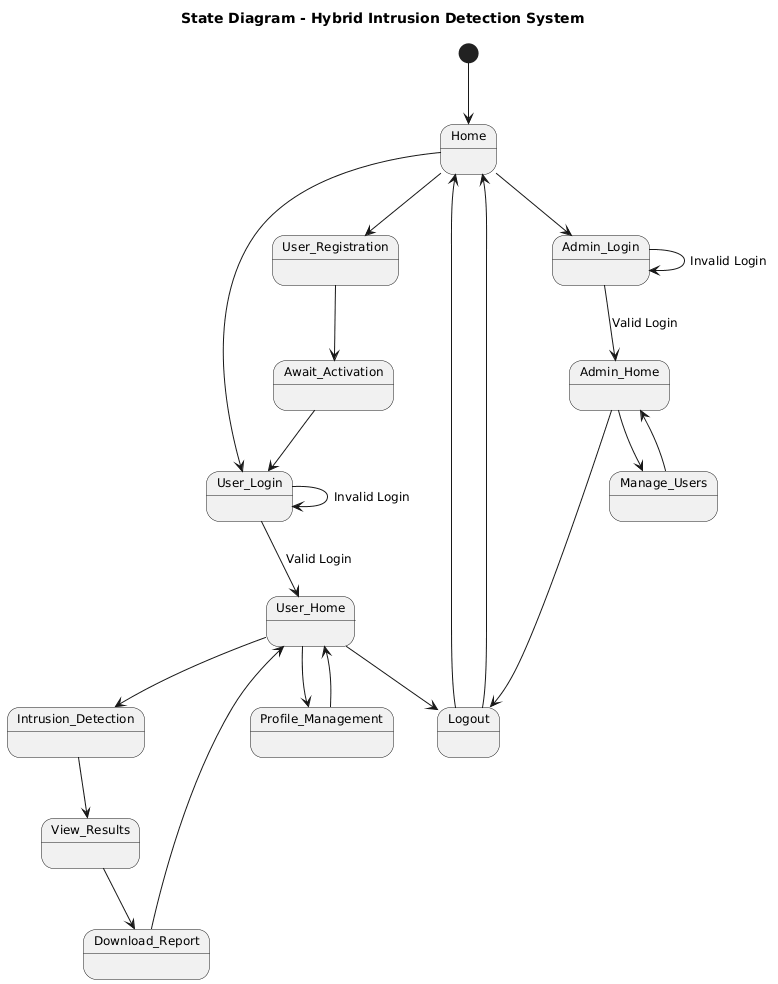 State Diagram - Hybrid Intrusion Detection System
Home
User_Registration
Admin_Login
Invalid Login
Valid Login
Await_Activation
Admin_Home
User_Login
Invalid Login
Manage_Users
Valid Login
User_Home
Intrusion_Detection
Profile_Management
Logout
View_Results
Download_Report